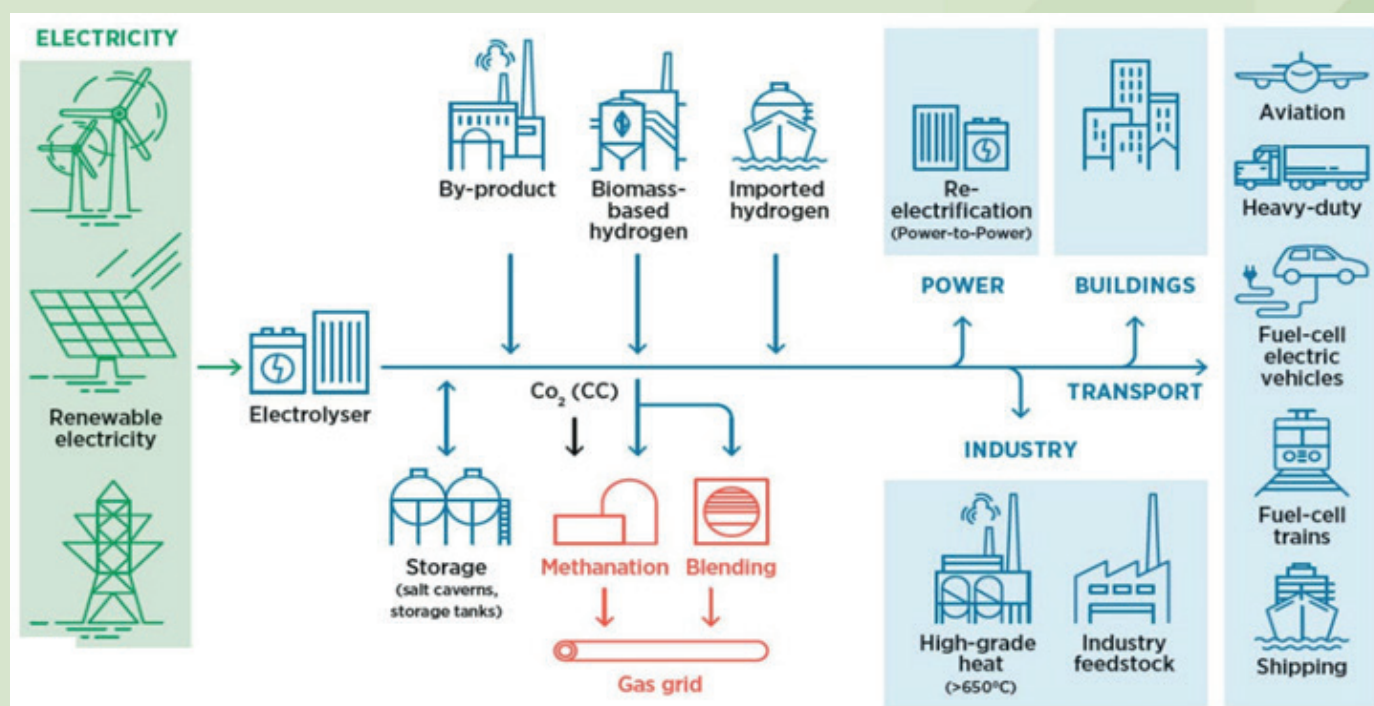 ELECTRICITY
Renewable
electricity
Electrolyser
By-product
Biomass-
based
hydrogen
Imported
hydrogen
Co₂ (CC)
Storage
(salt caverns,
storage tanks)
Methanation
Blending
Gas grid
Re-
electrification
(Power-to-Power)
POWER
BUILDINGS
TRANSPORT
INDUSTRY
High-grade
heat
(>650°C)
Industry
feedstock
Aviation
Heavy-duty
Fuel-cell
electric
vehicles
Fuel-cell
trains
Shipping